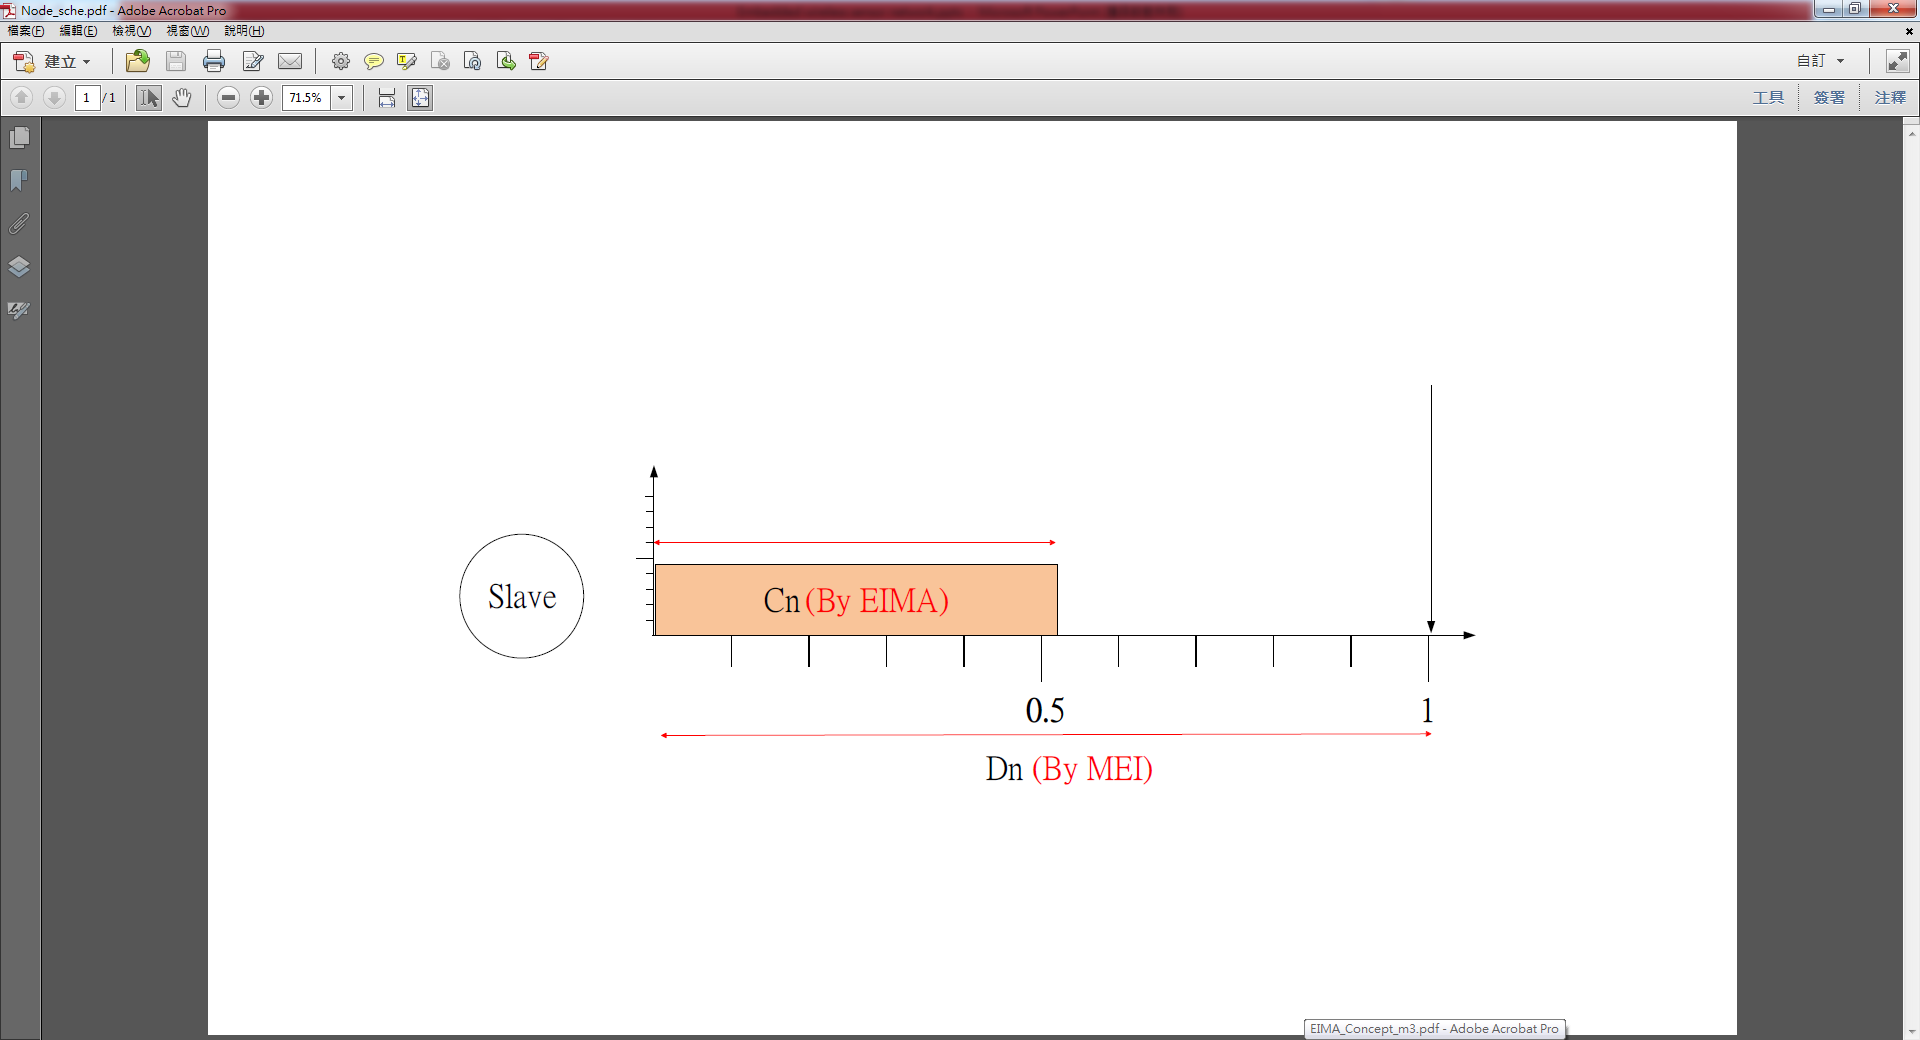 Node_sche.pdf - Adobe Acrobat Pro
檔案(F) 編輯(E) 檢視(V) 視窗(W) 說明(H)
建立 自訂
1 / 1 71.5% 工具 簽署 注釋
Slave
Cn (By EIMA)
0.5 1
Dn (By MEI)
EIMA_Concept_m3.pdf - Adobe Acrobat Pro